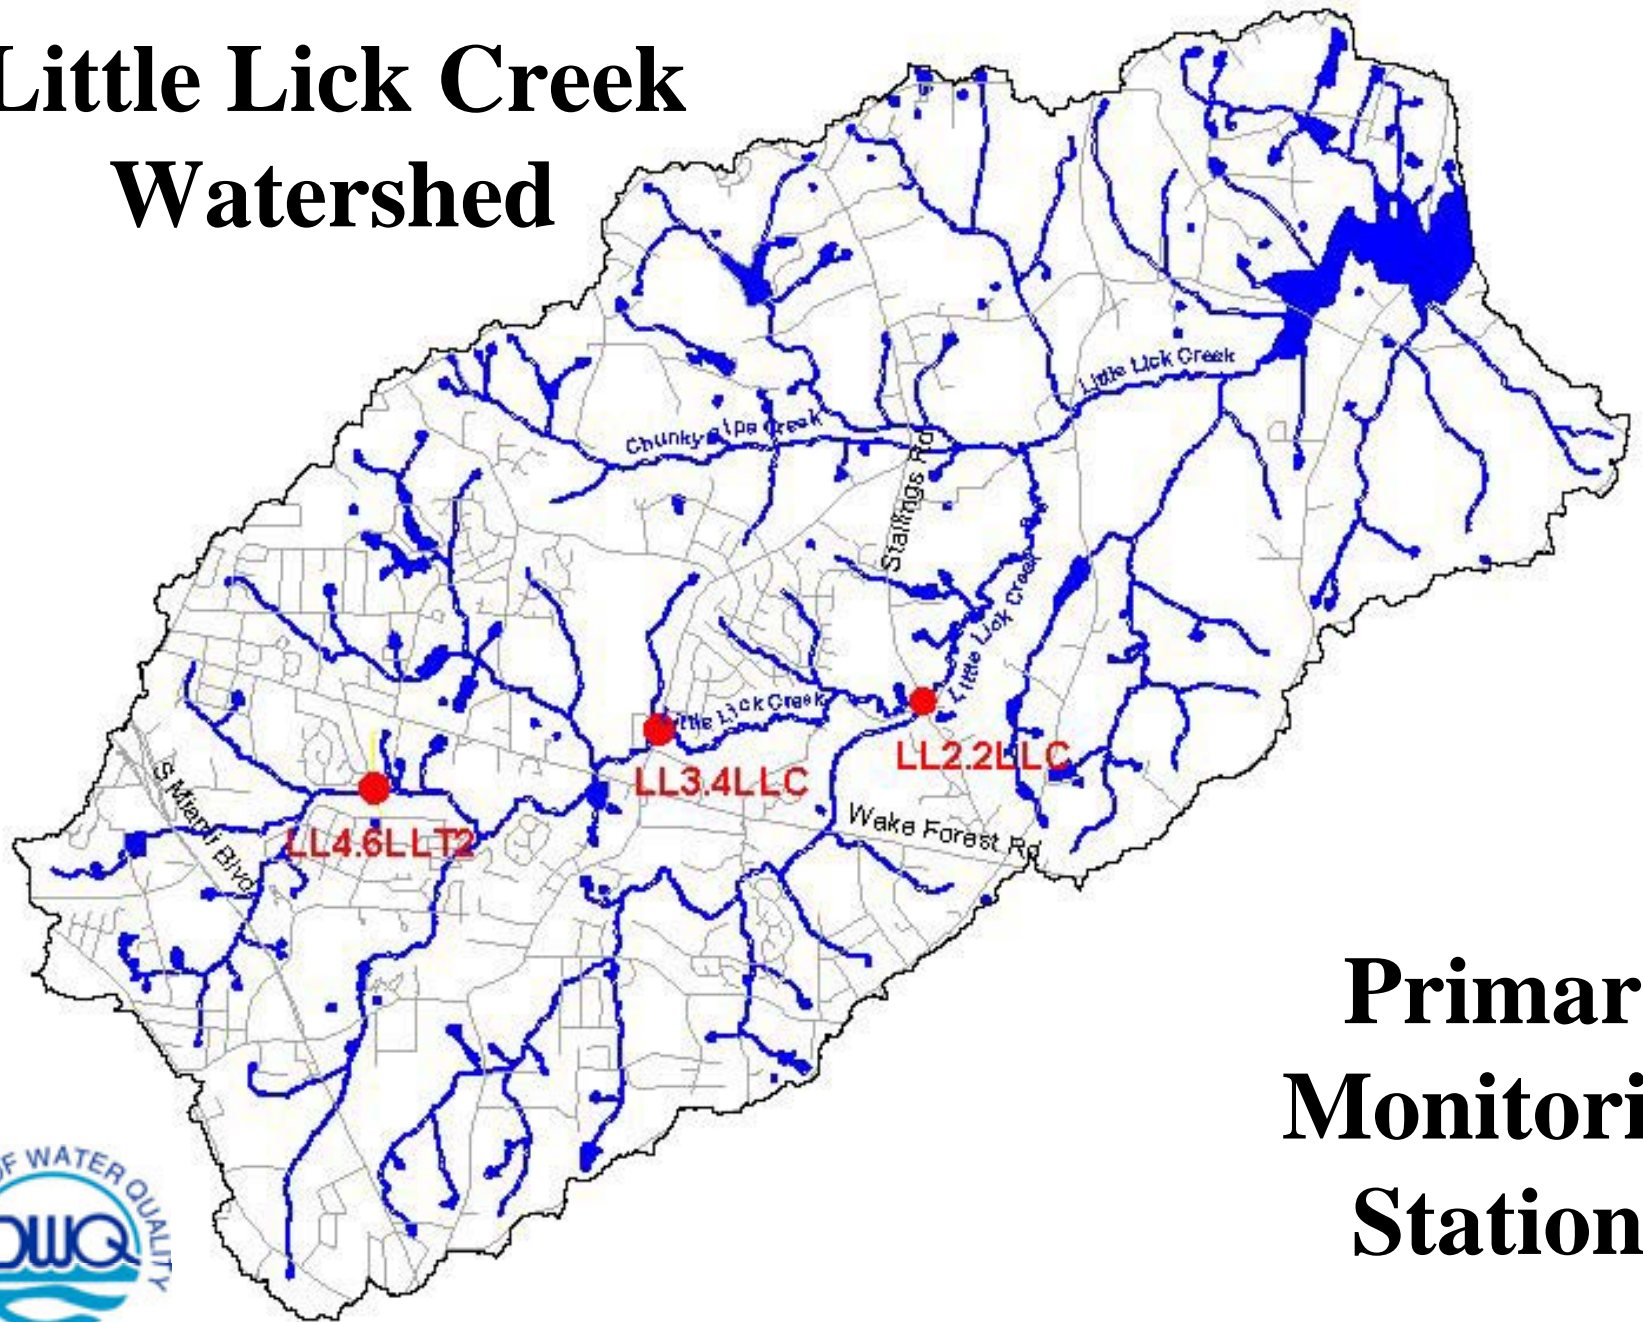 Little Lick Creek
Watershed
Little Lick Creek
Chunky Pipe Creek
Stallings Rd
Little Lick Creek
Little Lick Creek
LL2.2LLC
LL3.4LLC
S Miami Blvd
Wake Forest Rd
LL4.6LLT2
Primar
Monitori
Station
OF WATER QUALITY
DWQ